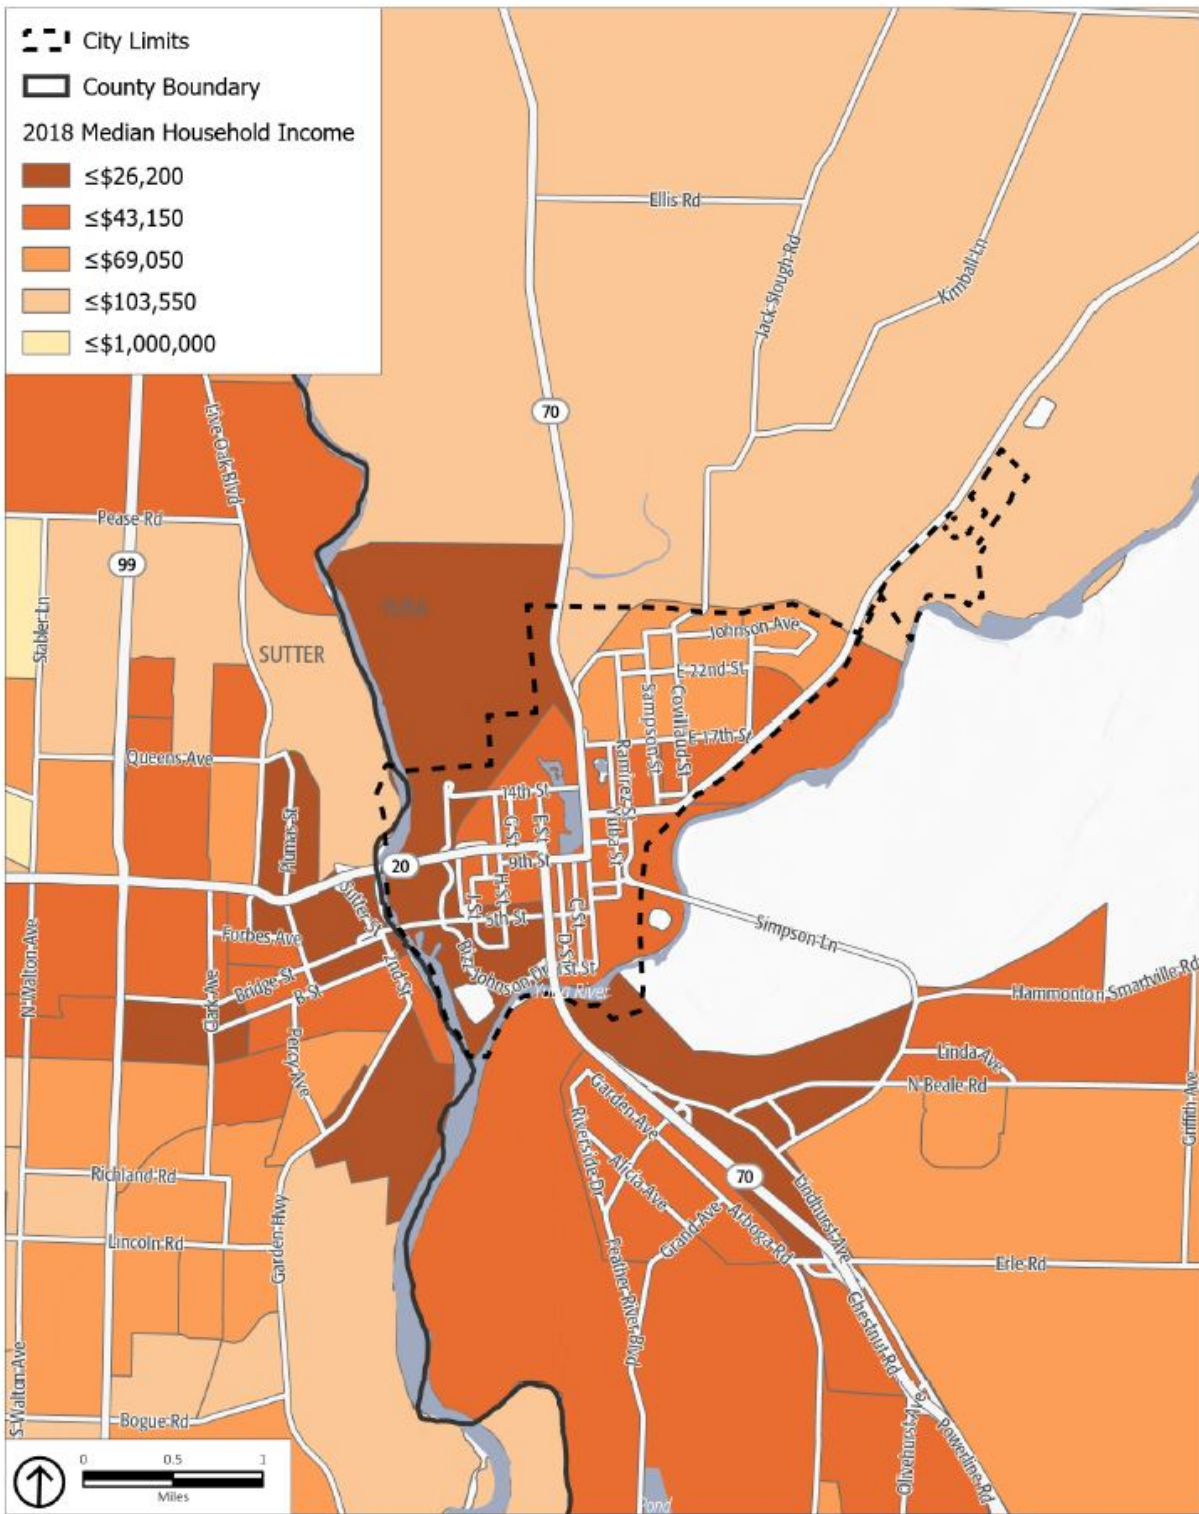 City Limits
County Boundary
2018 Median Household Income
≤$26,200
≤$43,150
≤$69,050
≤$103,550
≤$1,000,000
Ellis Rd
Jack Slough Rd
Kimball Ln
70
Live Oak Blvd
Pease Rd
99
Stabler Ln
SUTTER
YUBA
Johnson Ave
E 22nd St
Sampson St
Covillaud St
E 17th St
Ramirez St
Queens Ave
14th St
G St
E St
Yuba St
Plumas St
20
9th St
Sutter St
H St
J St
5th St
C St
D St
Simpson Ln
N Walton Ave
Forbes Ave
Clark Ave
Bridge St
B St
2nd St
Bizz Johnson Dr
1st St
Yuba River
Hammonton Smartville Rd
Percy Ave
Linda Ave
N Beale Rd
Griffith Ave
Garden Ave
Riverside Dr
Alicia Ave
70
Richland Rd
Grand Ave
Arboga Rd
Lindhurst Ave
Lincoln Rd
Garden Hwy
Feather River Blvd
Erle Rd
Chestnut Rd
S Walton Ave
Bogue Rd
Olivehurst Ave
Powerline Rd
Pond
0 0.5 1
Miles